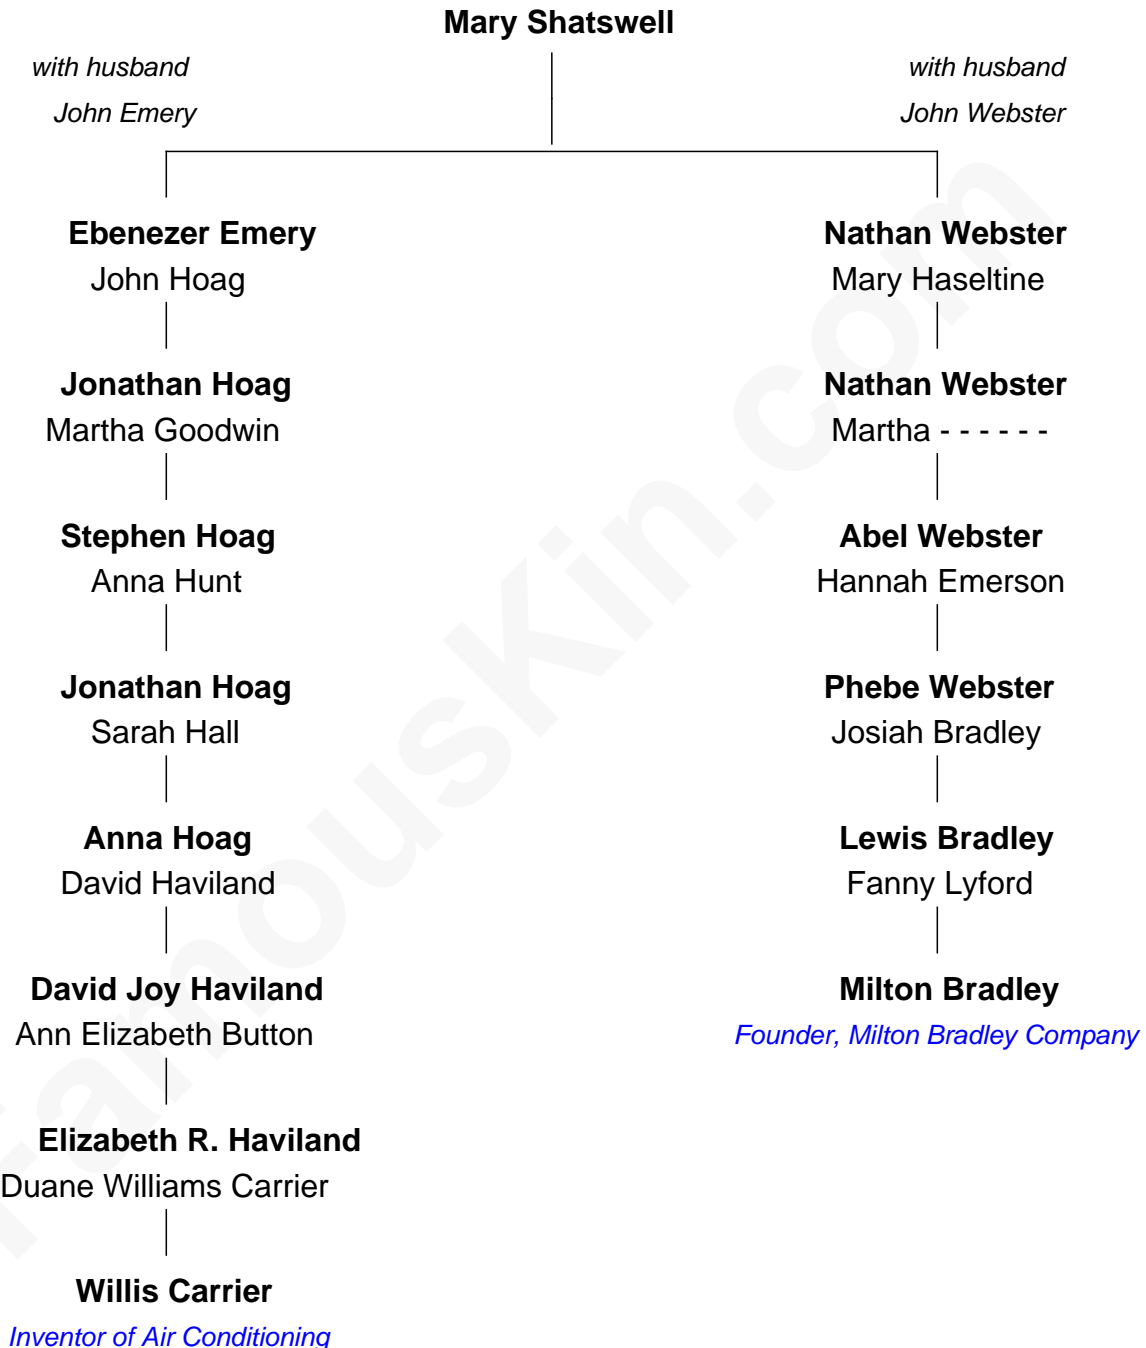 Mary Shatswell
with husband
John Emery
with husband
John Webster
Ebenezer Emery
John Hoag
Nathan Webster
Mary Haseltine
Jonathan Hoag
Martha Goodwin
Nathan Webster
Martha - - - - - -
Stephen Hoag
Anna Hunt
Abel Webster
Hannah Emerson
Jonathan Hoag
Sarah Hall
Phebe Webster
Josiah Bradley
Anna Hoag
David Haviland
Lewis Bradley
Fanny Lyford
David Joy Haviland
Ann Elizabeth Button
Milton Bradley
Founder, Milton Bradley Company
Elizabeth R. Haviland
Duane Williams Carrier
Willis Carrier
Inventor of Air Conditioning
FamousKin.com